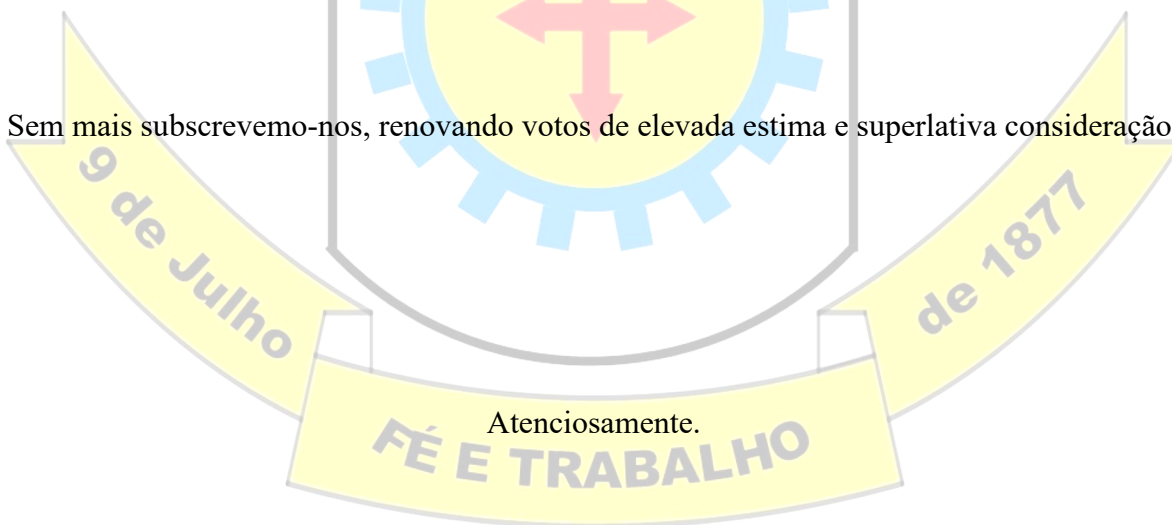 Sem mais subscrevemo-nos, renovando votos de elevada estima e superlativa consideração
9 de Julho
de 1877
Atenciosamente.
FÉ E TRABALHO